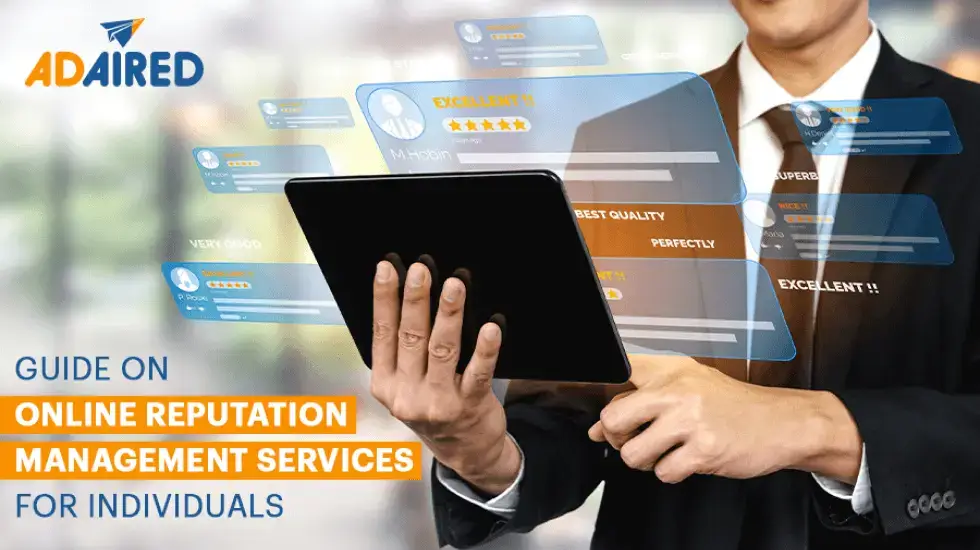 ADAIRED
EXCELLENT !!
M.Hobin
BEST QUALITY
PERFECTLY
SUPERB
NICE !!
Maria
VERY GOOD
EXCELLENT !!
GUIDE ON
ONLINE REPUTATION
MANAGEMENT SERVICES
FOR INDIVIDUALS